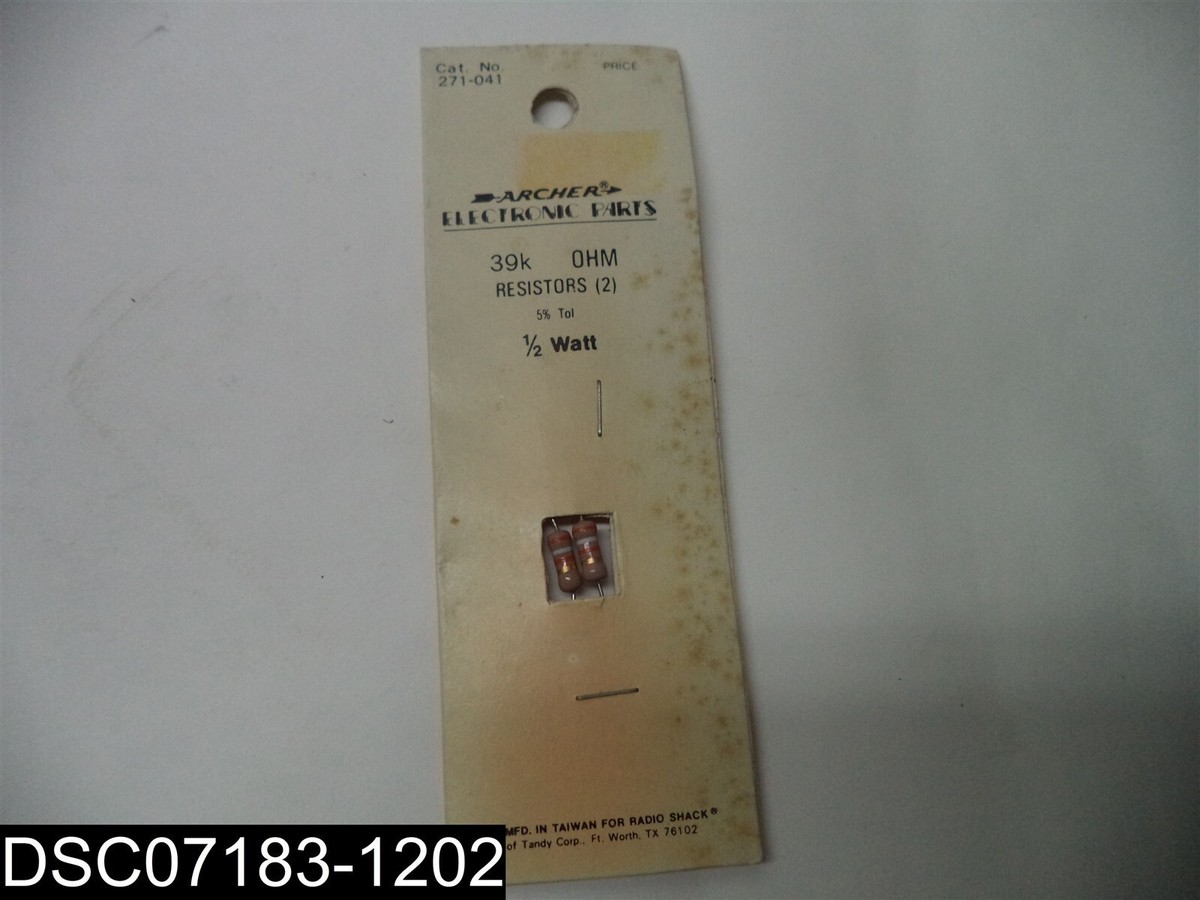 Cat. No.
271-041
PRICE
ARCHER®
ELECTRONIC PARTS
39k OHM
RESISTORS (2)
5% Tol
½ Watt
MFD. IN TAIWAN FOR RADIO SHACK®
of Tandy Corp., Ft. Worth, TX 76102
DSC07183-1202